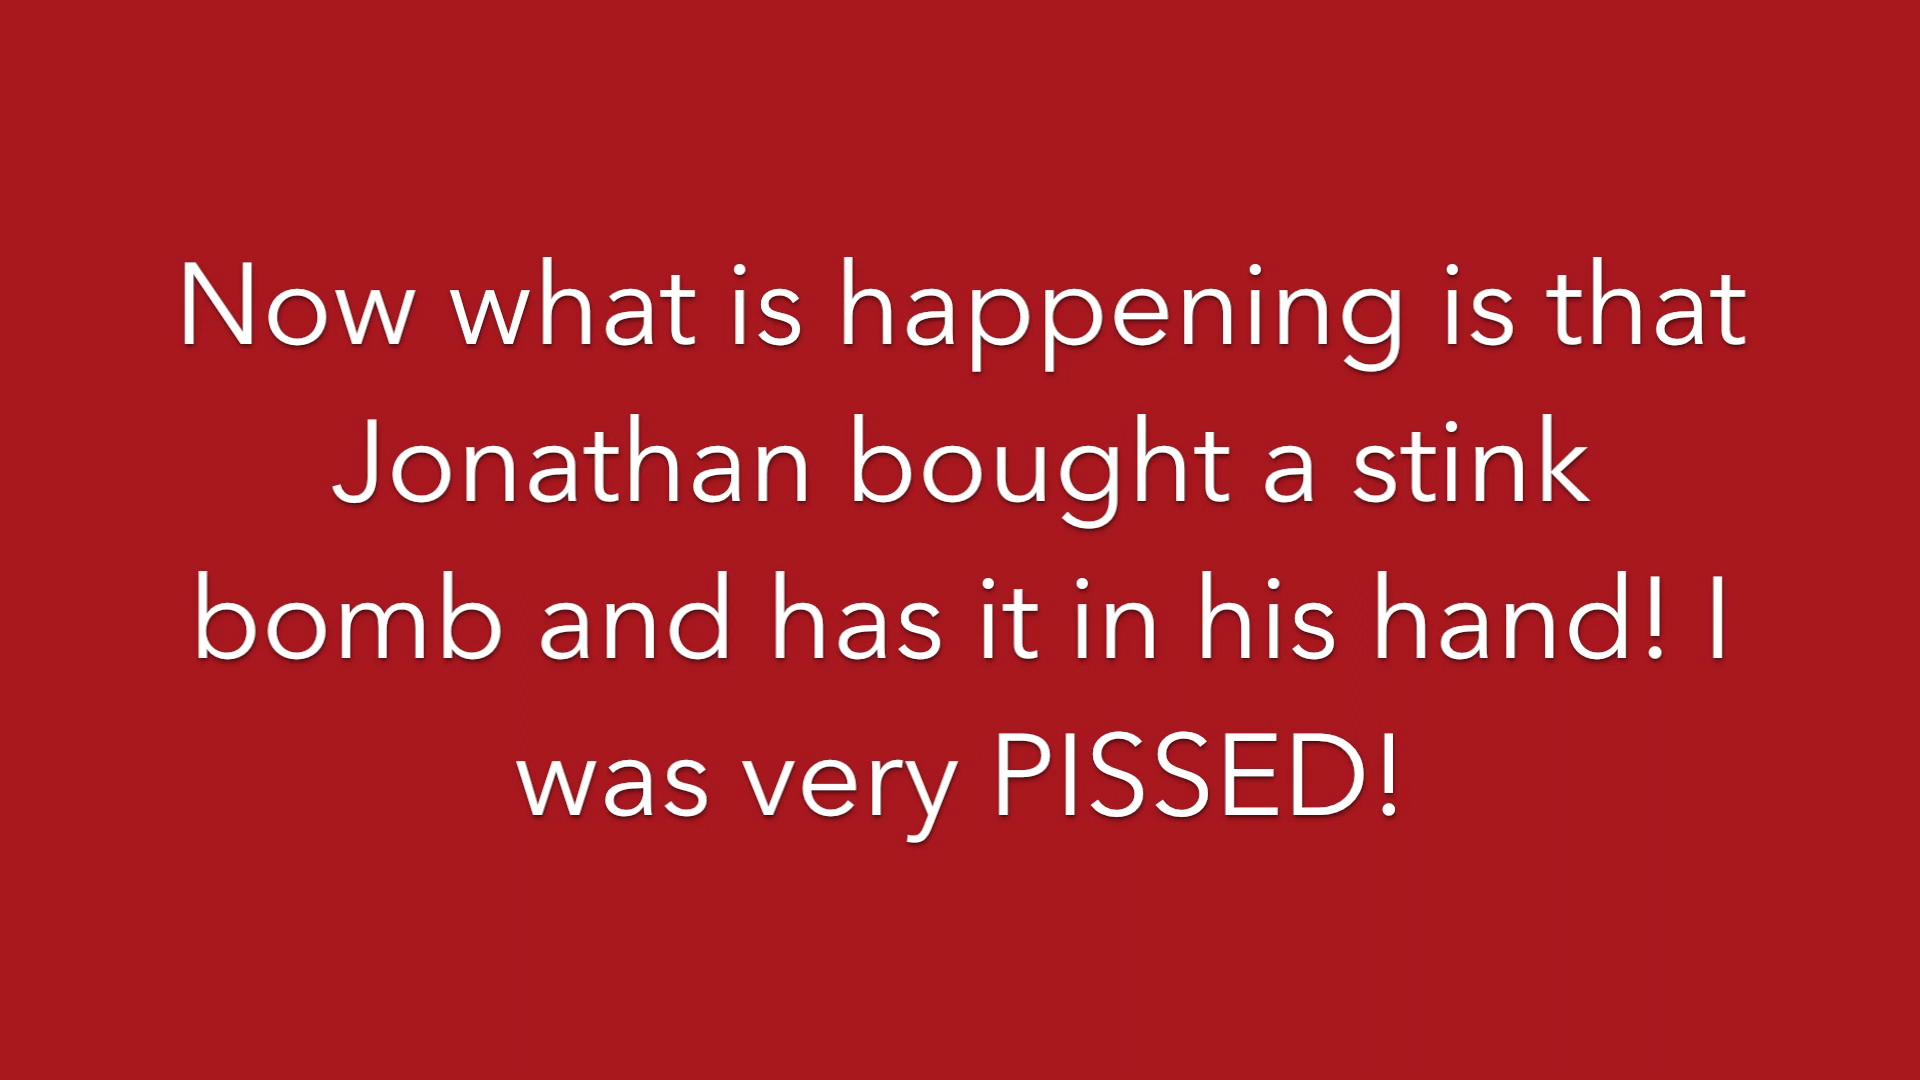 Now what is happening is that
Jonathan bought a stink
bomb and has it in his hand! I
was very PISSED!